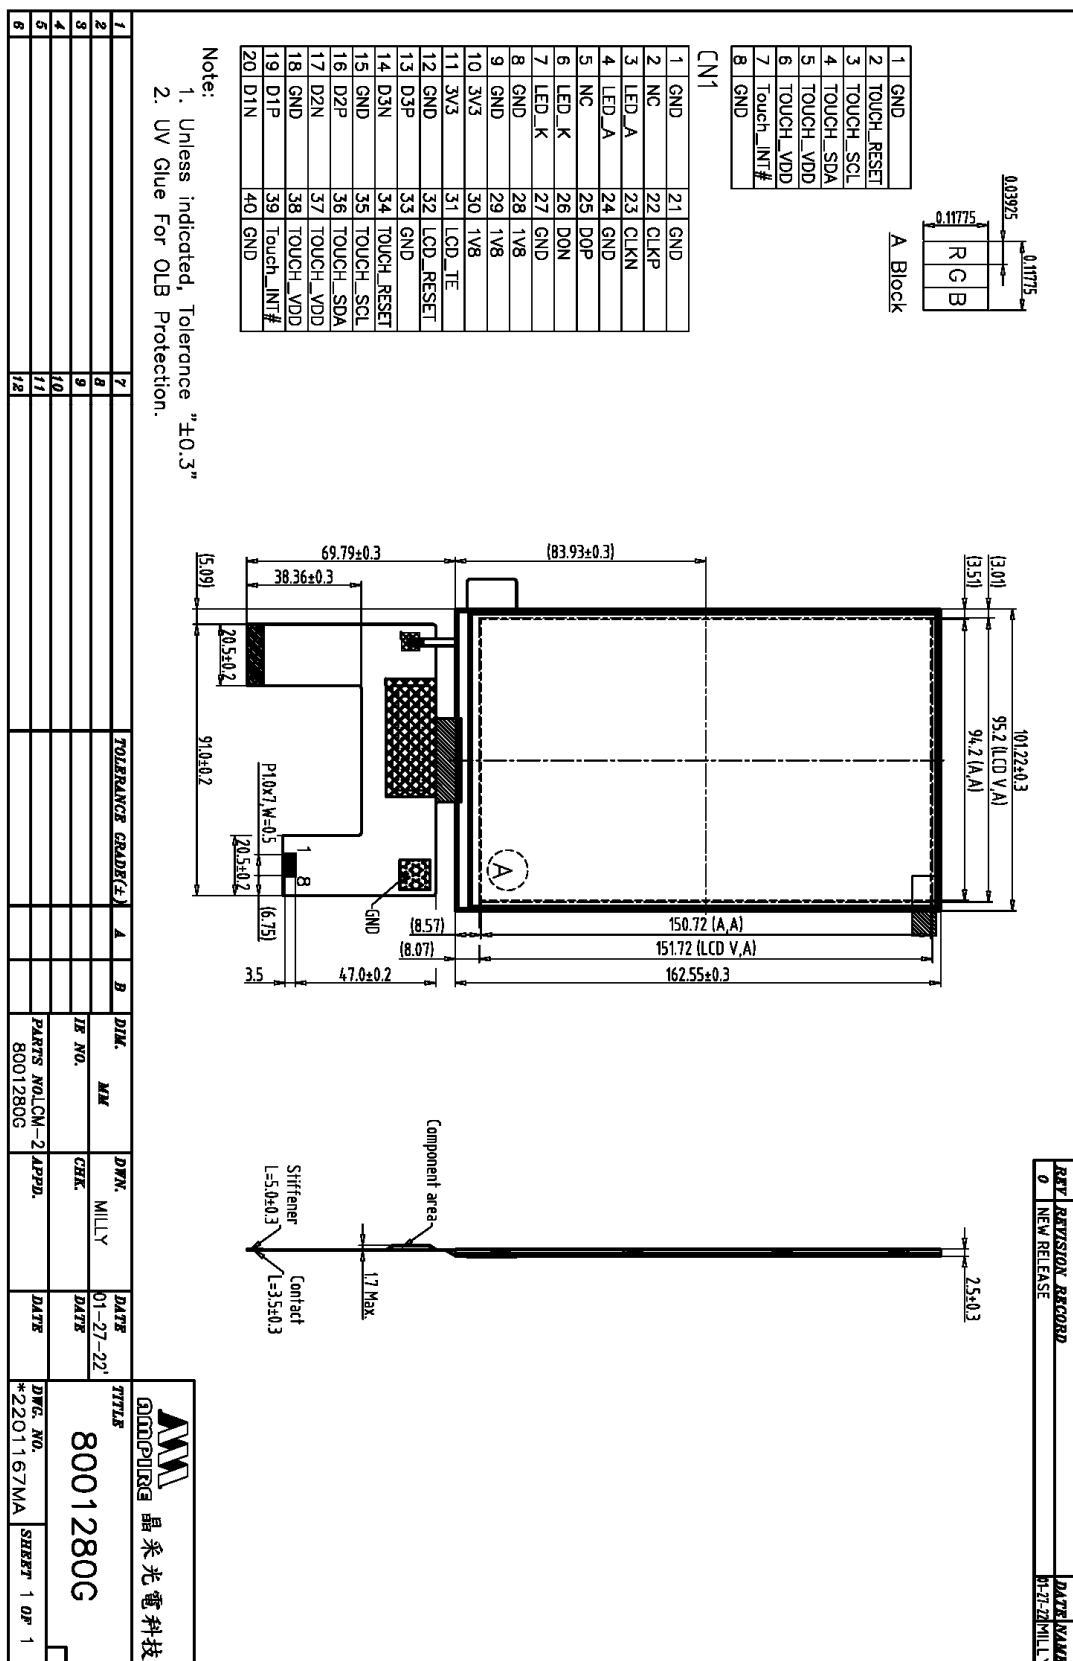 REV REVISION RECORD DATE NAME
0 NEW RELEASE 01-27-22 MILLY
0.11775
0.03925
0.11775
R G B
A Block
1 GND
2 TOUCH_RESET
3 TOUCH_SCL
4 TOUCH_SDA
5 TOUCH_VDD
6 TOUCH_VDD
7 Touch_INT#
8 GND
CN1
1 GND 21 GND
2 NC 22 CLKP
3 LED_A 23 CLKN
4 LED_A 24 GND
5 NC 25 D0P
6 LED_K 26 D0N
7 LED_K 27 GND
8 GND 28 1V8
9 GND 29 1V8
10 3V3 30 1V8
11 3V3 31 LCD_TE
12 GND 32 LCD_RESET
13 D3P 33 GND
14 D3N 34 TOUCH_RESET
15 GND 35 TOUCH_SCL
16 D2P 36 TOUCH_SDA
17 D2N 37 TOUCH_VDD
18 GND 38 TOUCH_VDD
19 D1P 39 Touch_INT#
20 D1N 40 GND
Note:
1. Unless indicated, Tolerance "±0.3"
2. UV Glue For OLB Protection.
101.22±0.3
(3.01)
95.2 (LCD V,A)
(3.51)
94.2 (A,A)
(83.93±0.3)
69.79±0.3
38.36±0.3
(5.09)
20.5±0.2
91.0±0.2
P1.0x7,W=0.5
20.5±0.2
(6.75)
1
8
GND
A
150.72 (A,A)
(8.57)
151.72 (LCD V,A)
(8.07)
162.55±0.3
47.0±0.2
3.5
2.5±0.3
Component area
1.7 Max.
Stiffener
L=5.0±0.3
Contact
L=3.5±0.3
AMPIRE 晶采光電科技
1 7 TOLERANCE GRADE(±) A B
2 8
3 9
4 10
5 11
6 12
DIM. MM
DWN. MILLY
DATE 01-27-22'
TITLE
8001280G
IE NO.
CHK.
DATE
PARTS NO.LCM-2
8001280G
APPD.
DATE
DWG. NO.
*2201167MA
SHEET 1 OF 1